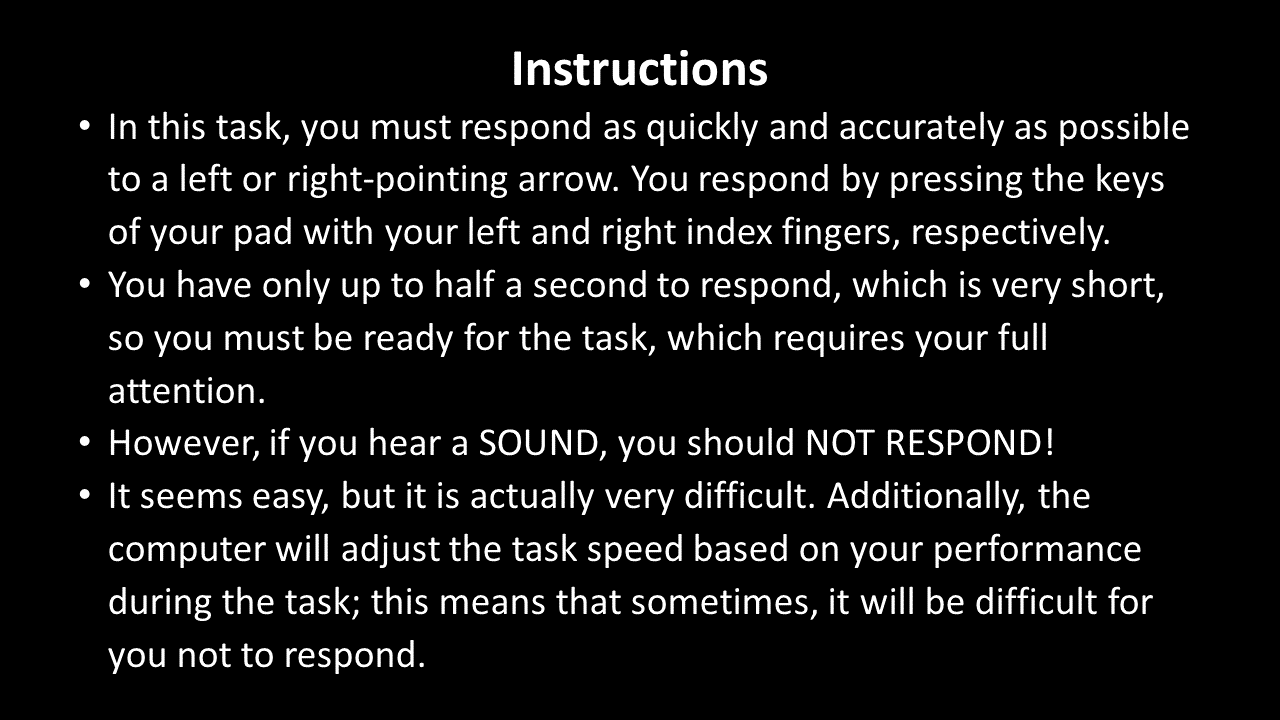 Instructions
• In this task, you must respond as quickly and accurately as possible
to a left or right-pointing arrow. You respond by pressing the keys
of your pad with your left and right index fingers, respectively.
• You have only up to half a second to respond, which is very short,
so you must be ready for the task, which requires your full
attention.
• However, if you hear a SOUND, you should NOT RESPOND!
• It seems easy, but it is actually very difficult. Additionally, the
computer will adjust the task speed based on your performance
during the task; this means that sometimes, it will be difficult for
you not to respond.